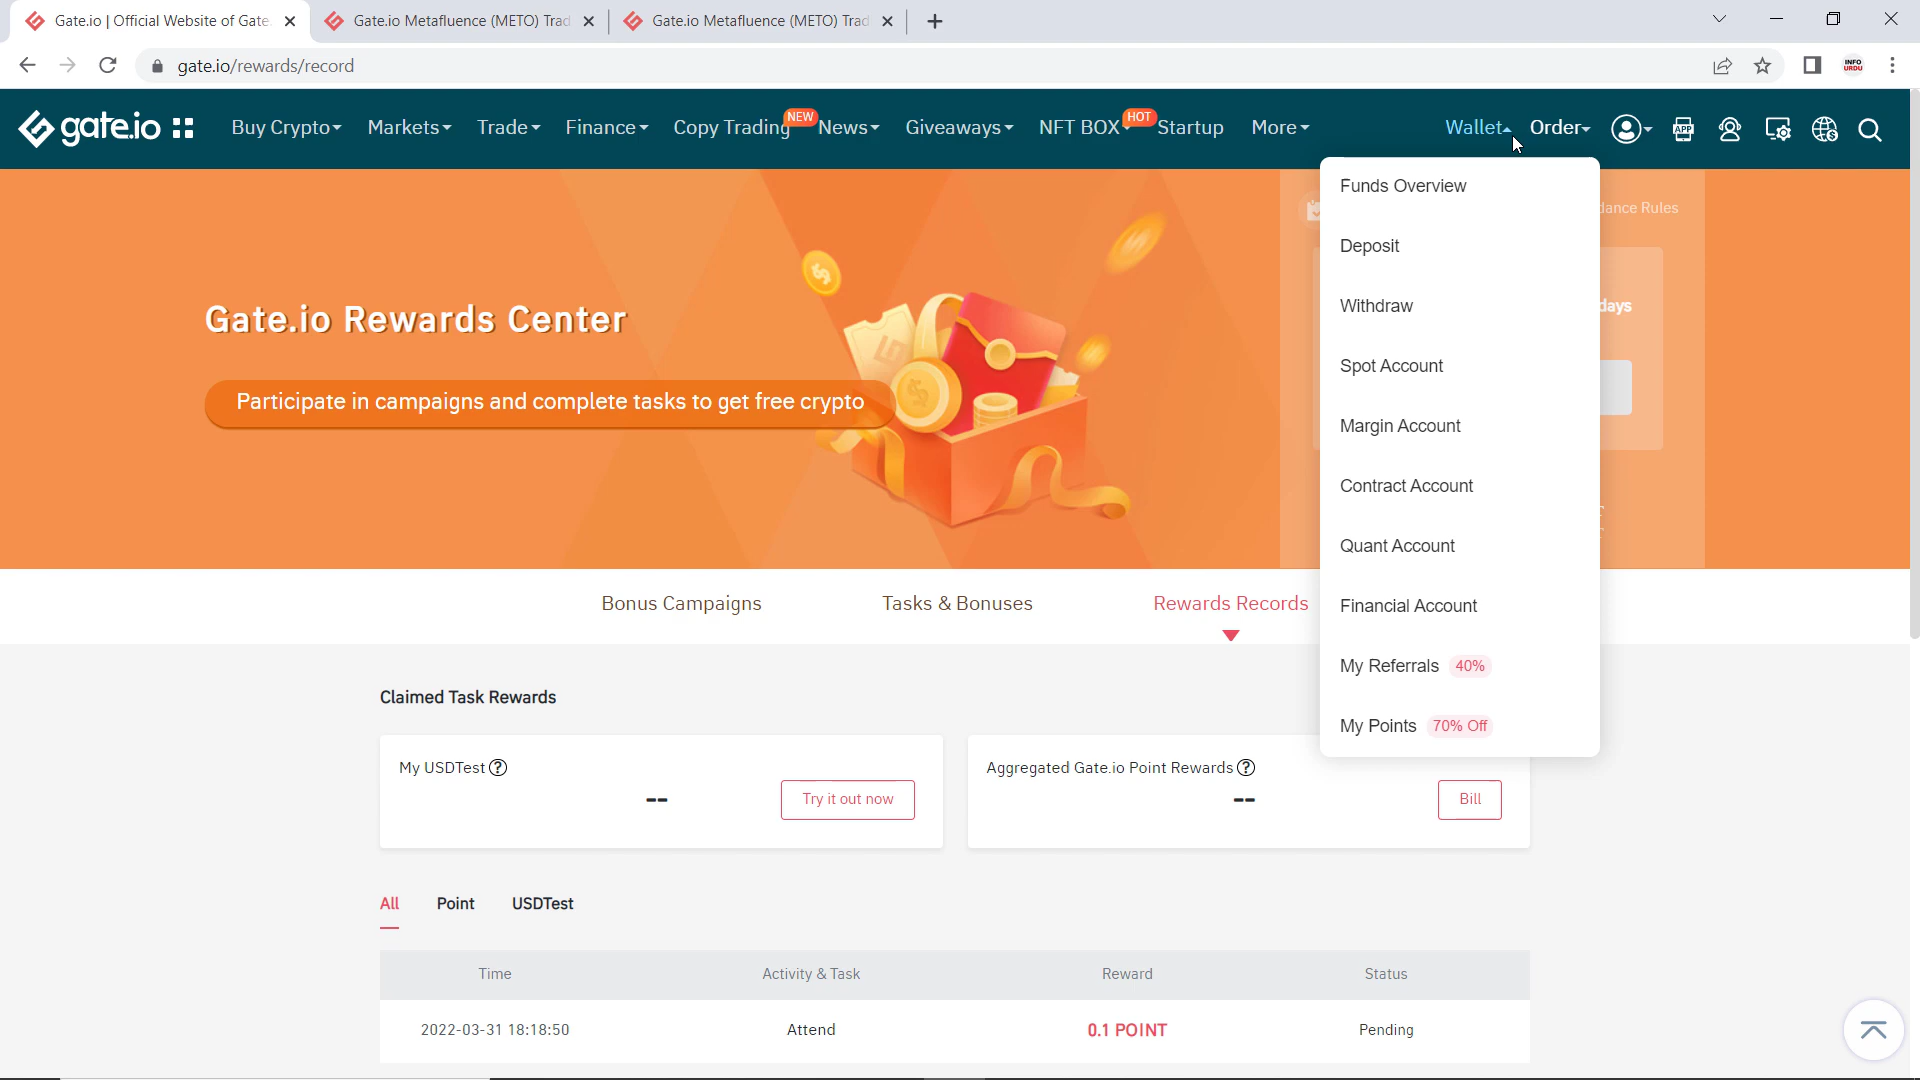 Gate.io | Official Website of Gate.
Gate.io Metafluence (METO) Trad
Gate.io Metafluence (METO) Trad
gate.io/rewards/record
INFO
URDU
gate.io
Buy Crypto
Markets
Trade
Finance
Copy Trading
NEW
News
Giveaways
NFT BOX
HOT
Startup
More
Wallet
Order
APP
Funds Overview
Deposit
Withdraw
Spot Account
Margin Account
Contract Account
Quant Account
Financial Account
My Referrals 40%
My Points 70% Off
dance Rules
days
Gate.io Rewards Center
Participate in campaigns and complete tasks to get free crypto
Bonus Campaigns
Tasks & Bonuses
Rewards Records
Claimed Task Rewards
My USDTest
--
Try it out now
Aggregated Gate.io Point Rewards
--
Bill
All Point USDTest
Time Activity & Task Reward Status
2022-03-31 18:18:50 Attend 0.1 POINT Pending